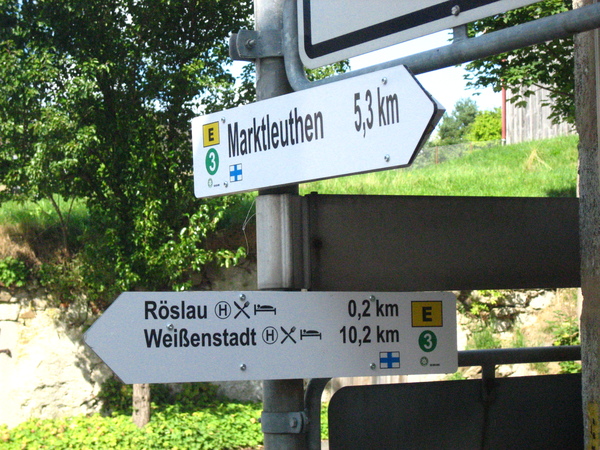 Marktleuthen 5,3 km
E
3
Röslau H 0,2 km E
Weißenstadt H 10,2 km 3